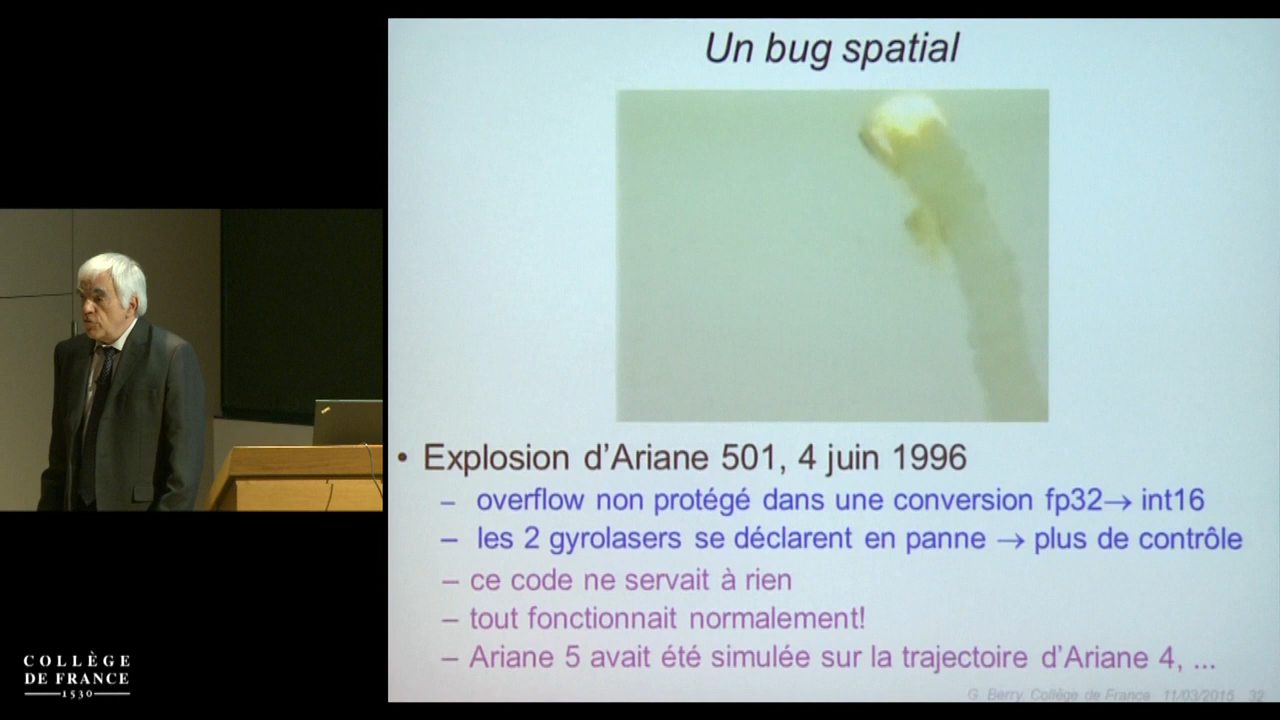 Un bug spatial
• Explosion d’Ariane 501, 4 juin 1996
– overflow non protégé dans une conversion fp32→ int16
– les 2 gyrolasers se déclarent en panne → plus de contrôle
– ce code ne servait à rien
– tout fonctionnait normalement!
– Ariane 5 avait été simulée sur la trajectoire d’Ariane 4, ...
G. Berry, Collège de France 11/03/2015 32
COLLÈGE
DE FRANCE
1530